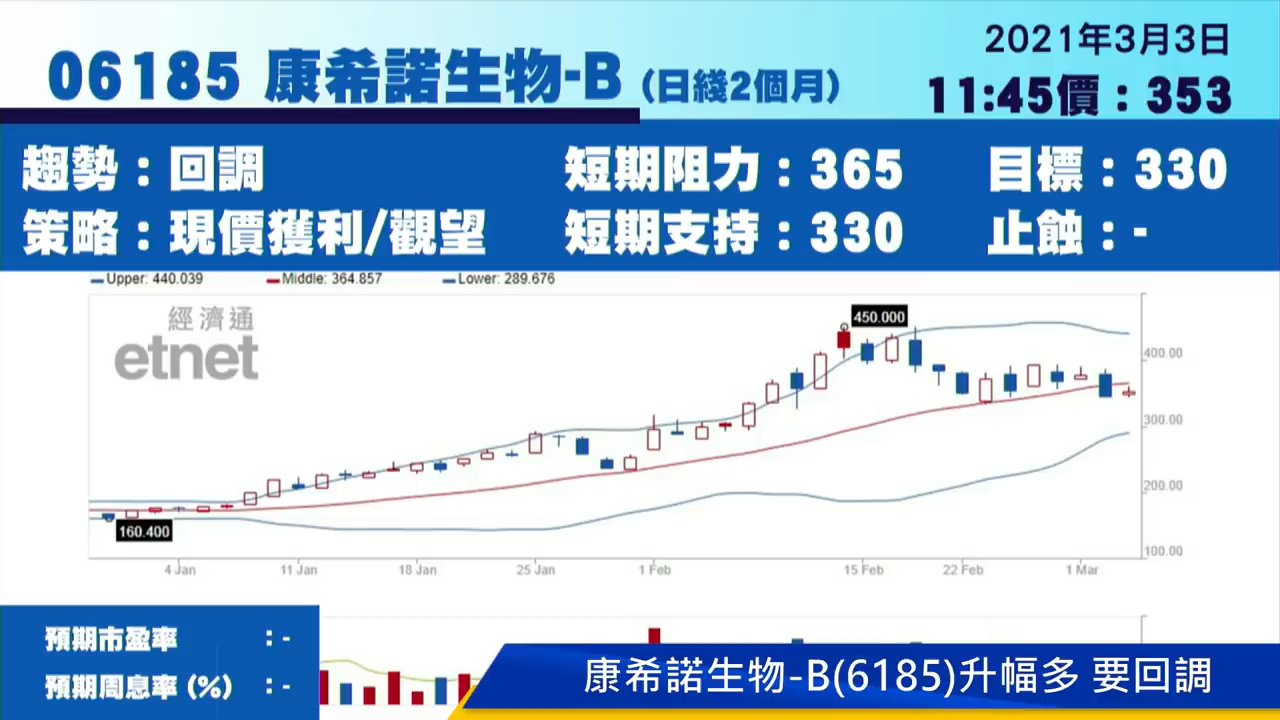 2021年3月3日
06185 康希諾生物-B (日綫2個月)
11:45價：353
趨勢：回調
短期阻力：365
目標：330
策略：現價獲利/觀望
短期支持：330
止蝕：-
Upper: 440.039
Middle: 364.857
Lower: 289.676
經濟通
etnet
450.000
400.00
300.00
200.00
160.400
100.00
4 Jan
11 Jan
18 Jan
25 Jan
1 Feb
15 Feb
22 Feb
1 Mar
預期市盈率 ：-
預期周息率 (%) ：-
康希諾生物-B(6185)升幅多 要回調